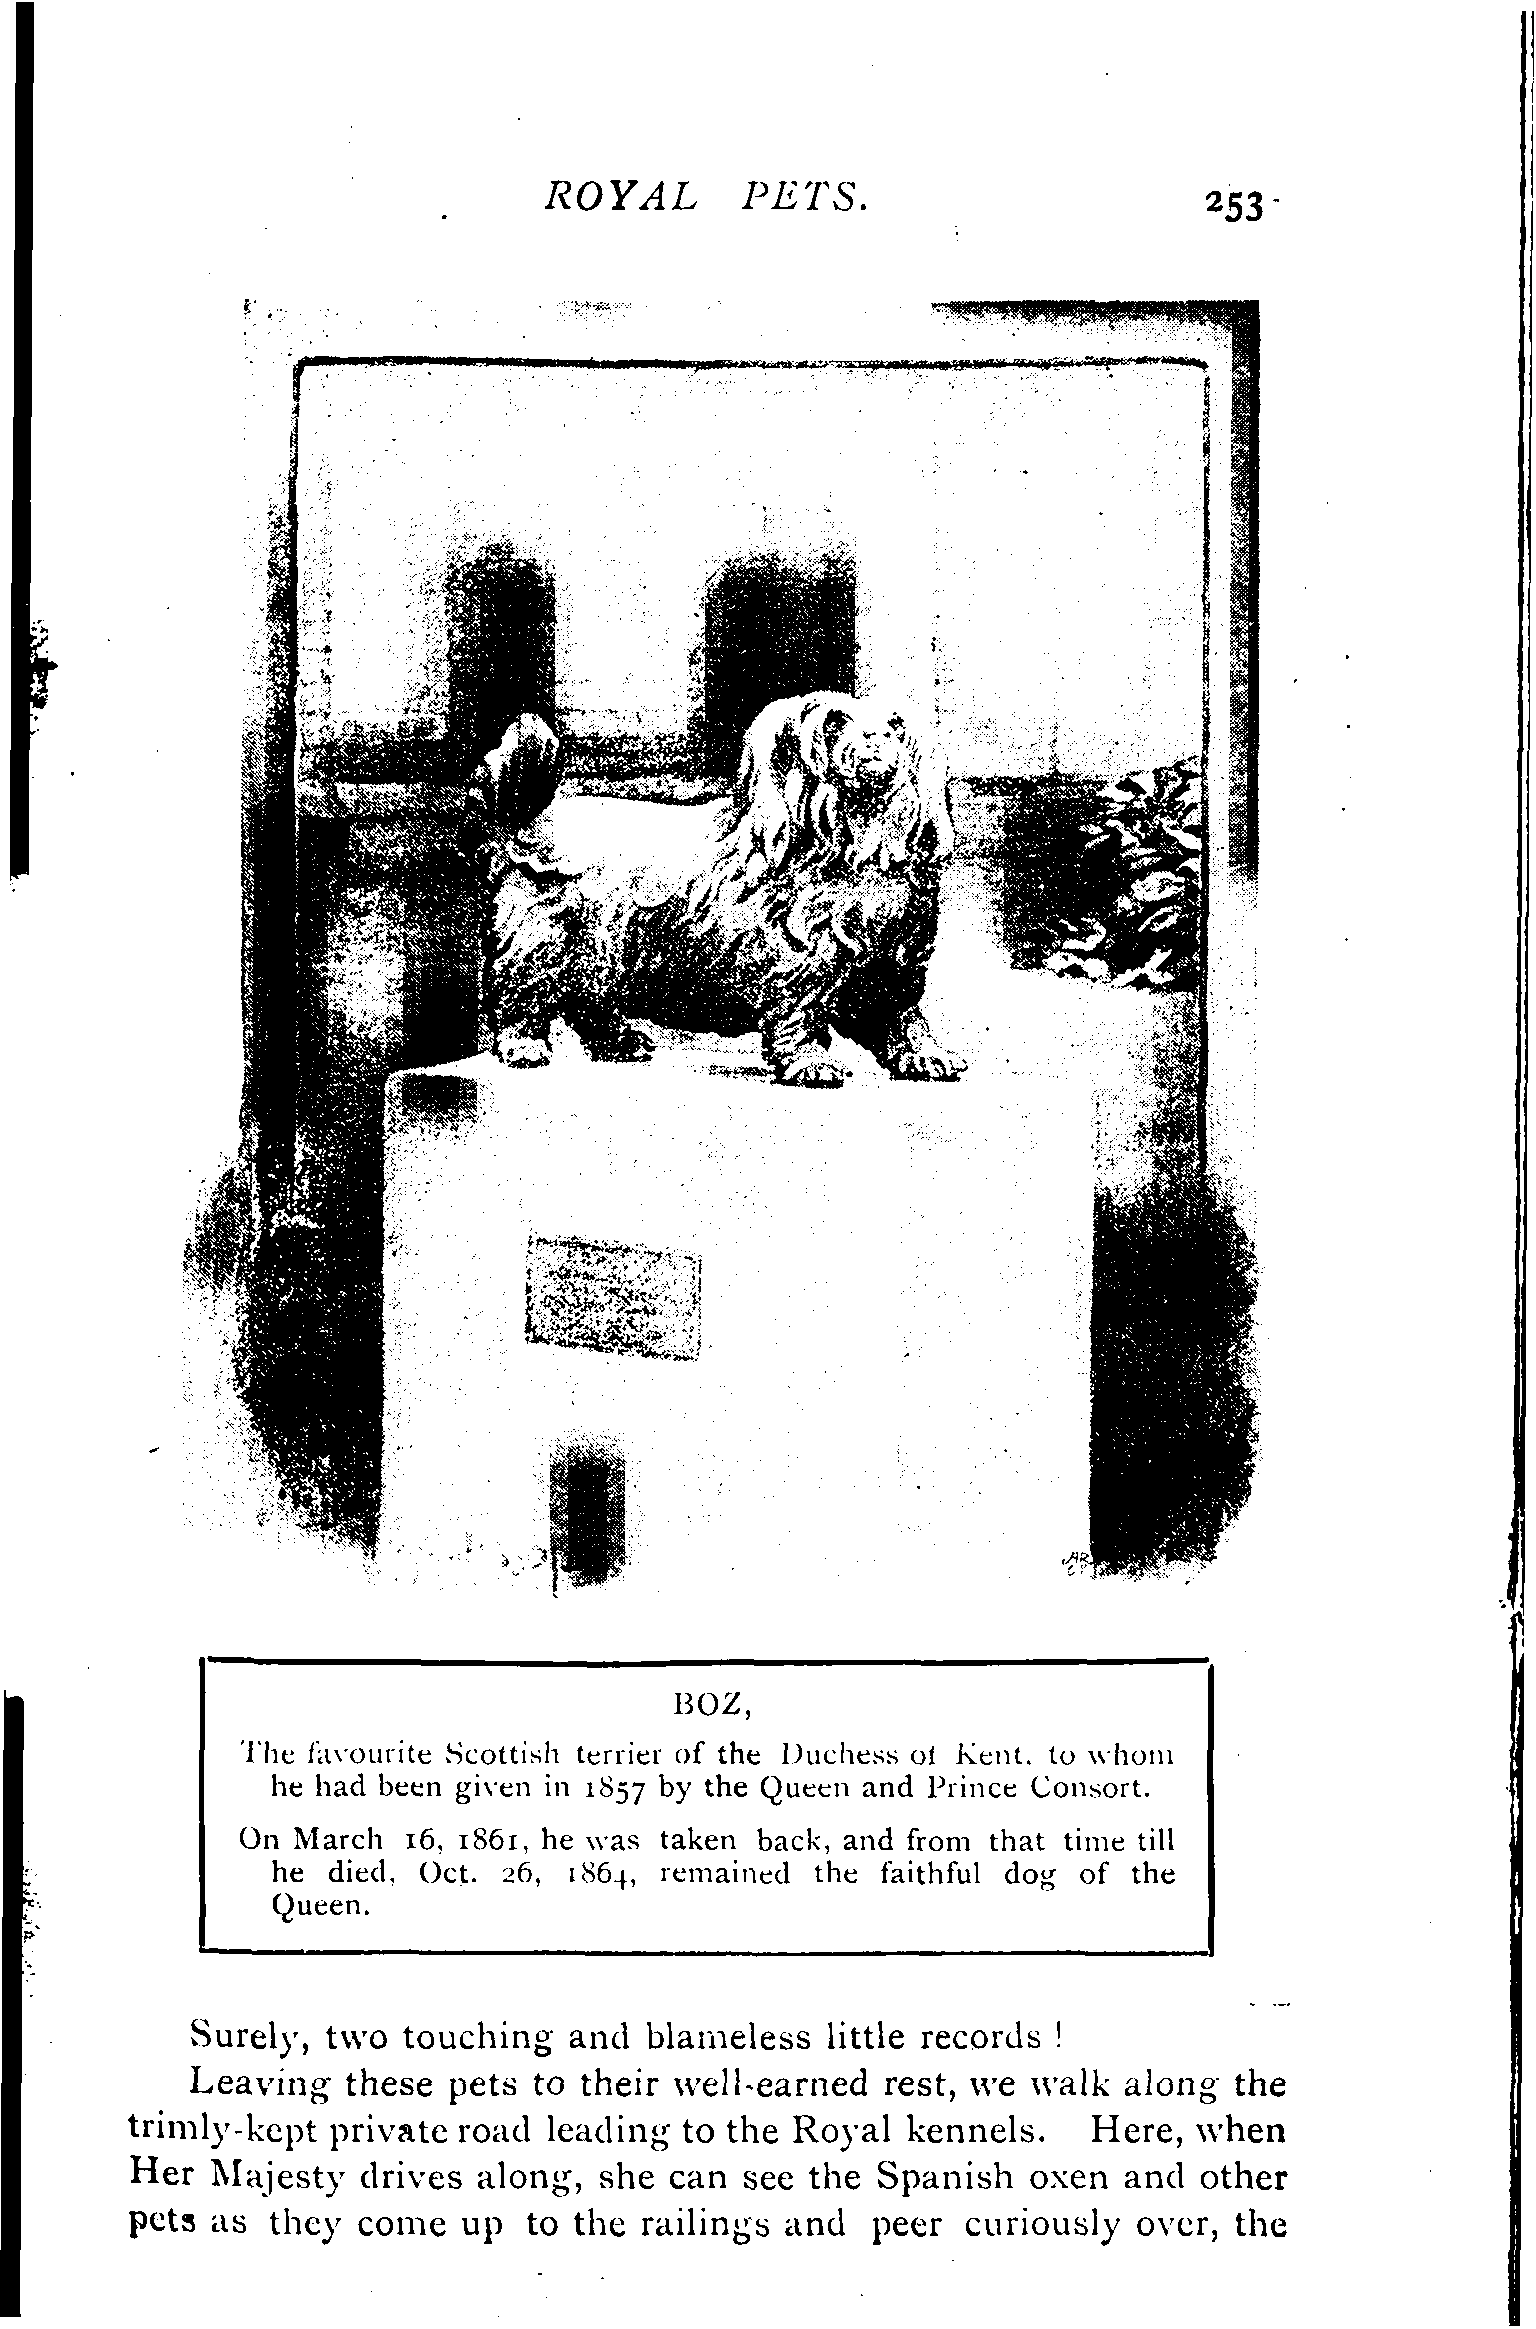 ROYAL PETS.
253
BOZ,
The favourite Scottish terrier of the Duchess of Kent, to whom
he had been given in 1857 by the Queen and Prince Consort.
On March 16, 1861, he was taken back, and from that time till
he died, Oct. 26, 1864, remained the faithful dog of the
Queen.
Surely, two touching and blameless little records !
Leaving these pets to their well-earned rest, we walk along the
trimly-kept private road leading to the Royal kennels. Here, when
Her Majesty drives along, she can see the Spanish oxen and other
pets as they come up to the railings and peer curiously over, the